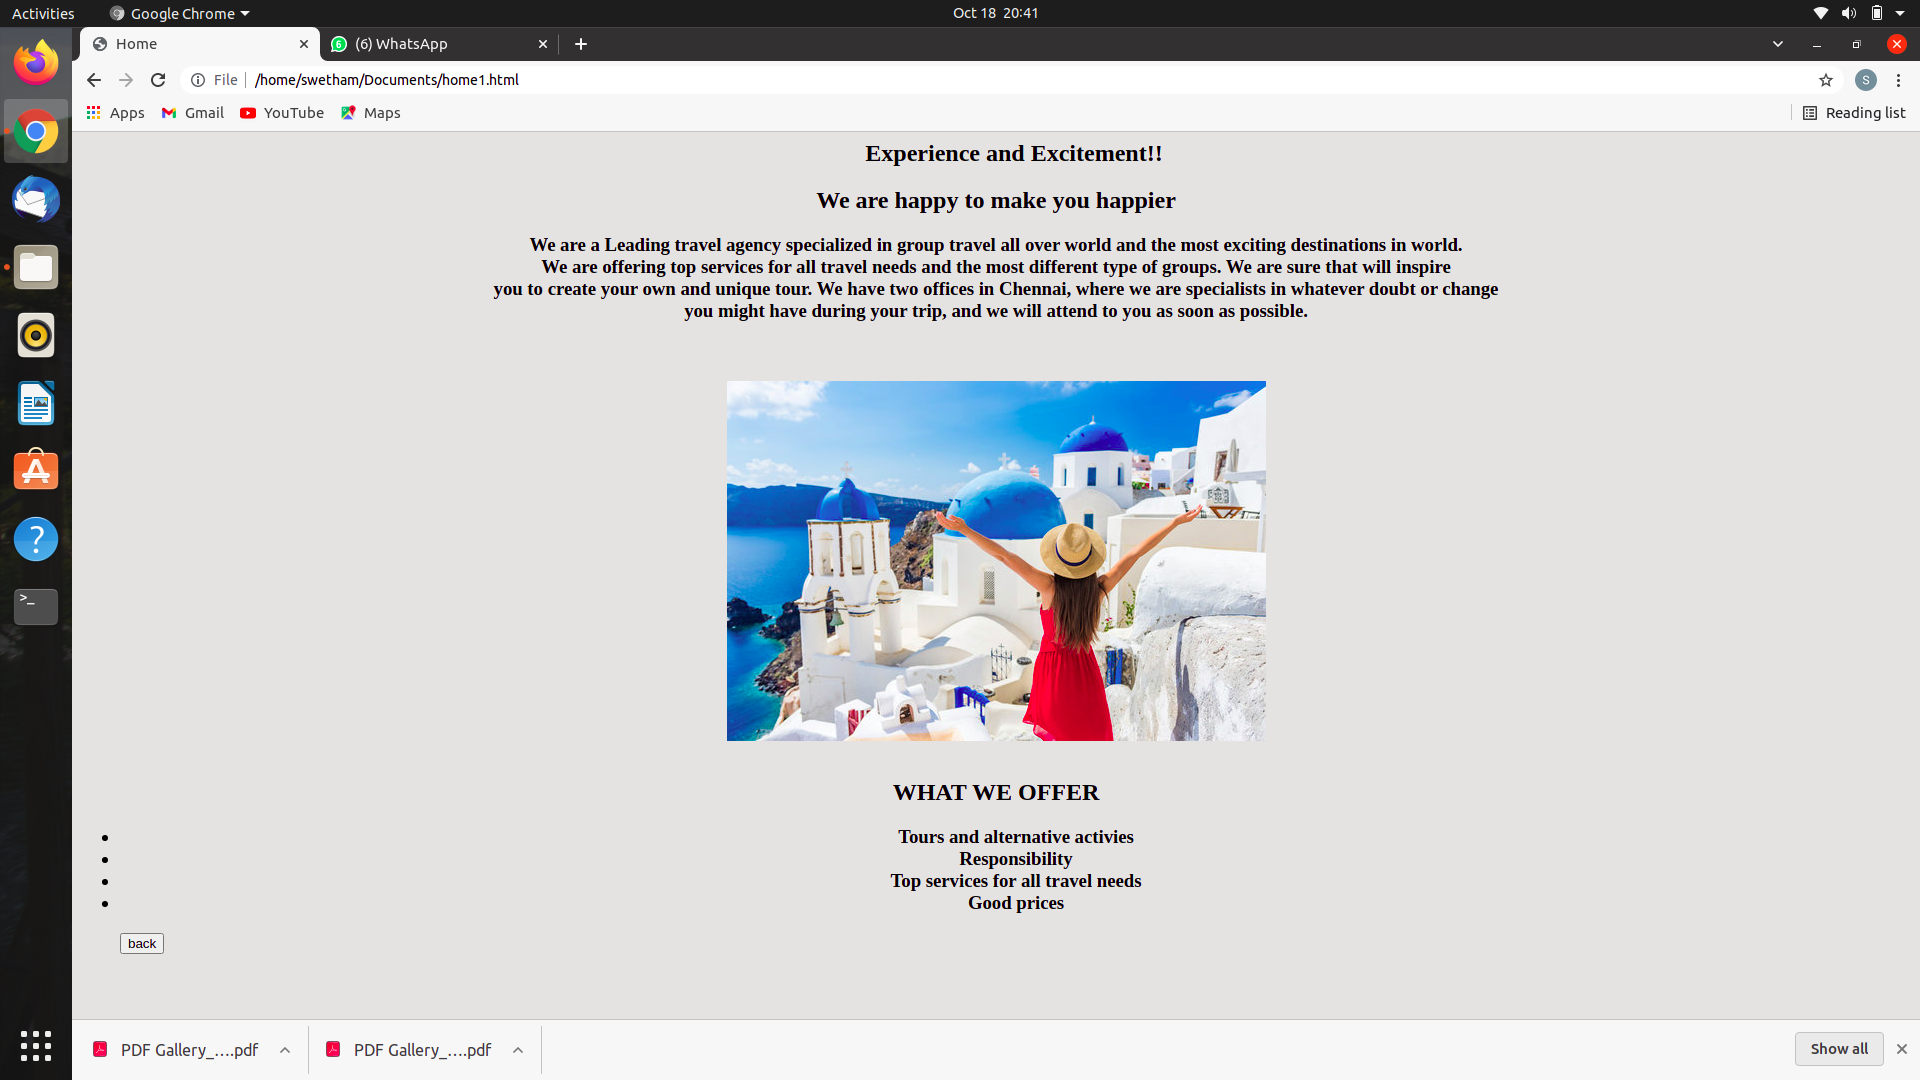 Activities
Google Chrome
Oct 18 20:41
Home
6
(6) WhatsApp
File
/home/swetham/Documents/home1.html
S
Apps
Gmail
YouTube
Maps
Reading list
Experience and Excitement!!
We are happy to make you happier
We are a Leading travel agency specialized in group travel all over world and the most exciting destinations in world.
We are offering top services for all travel needs and the most different type of groups. We are sure that will inspire
you to create your own and unique tour. We have two offices in Chennai, where we are specialists in whatever doubt or change
you might have during your trip, and we will attend to you as soon as possible.
WHAT WE OFFER
• Tours and alternative activies
• Responsibility
• Top services for all travel needs
• Good prices
back
PDF Gallery_....pdf
PDF Gallery_....pdf
Show all